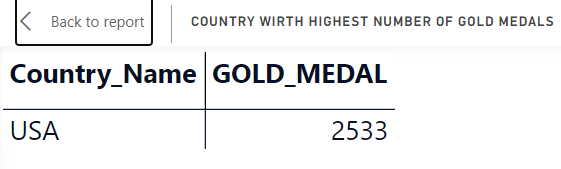 Back to report
COUNTRY WIRTH HIGHEST NUMBER OF GOLD MEDALS
Country_Name GOLD_MEDAL
USA 2533